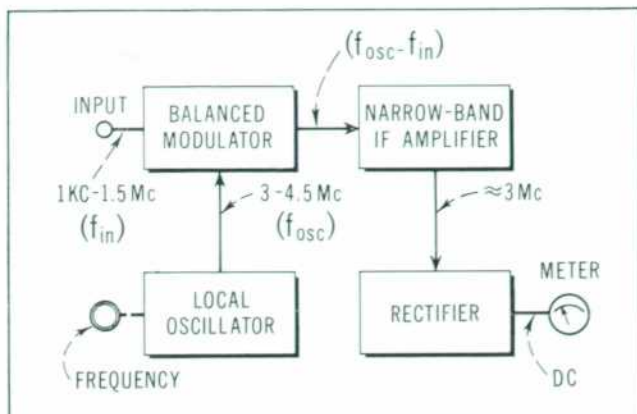 (fosc-fin)
INPUT
BALANCED
MODULATOR
NARROW-BAND
IF AMPLIFIER
1KC-1.5Mc
(fin)
3-4.5Mc
(fosc)
≈3Mc
LOCAL
OSCILLATOR
RECTIFIER
METER
FREQUENCY
DC